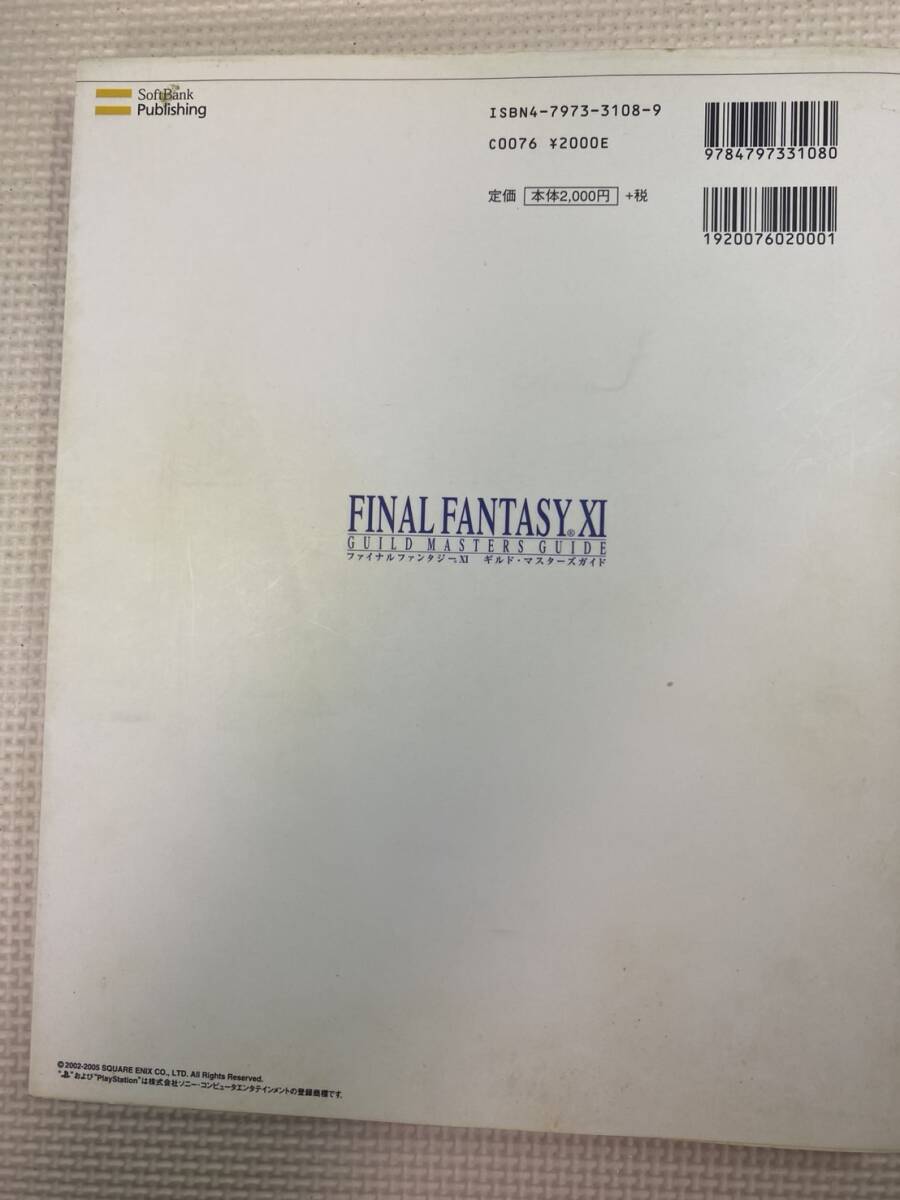 SoftBank
Publishing
ISBN4-7973-3108-9
C0076 ¥2000E
9784797331080
定価 本体2,000円 +税
1920076020001
FINAL FANTASY® XI
GUILD MASTERS GUIDE
ファイナルファンタジー®XI ギルド・マスターズガイド
©2002-2005 SQUARE ENIX CO., LTD. All Rights Reserved.
" "および"PlayStation"は株式会社ソニー・コンピュータエンタテインメントの登録商標です。